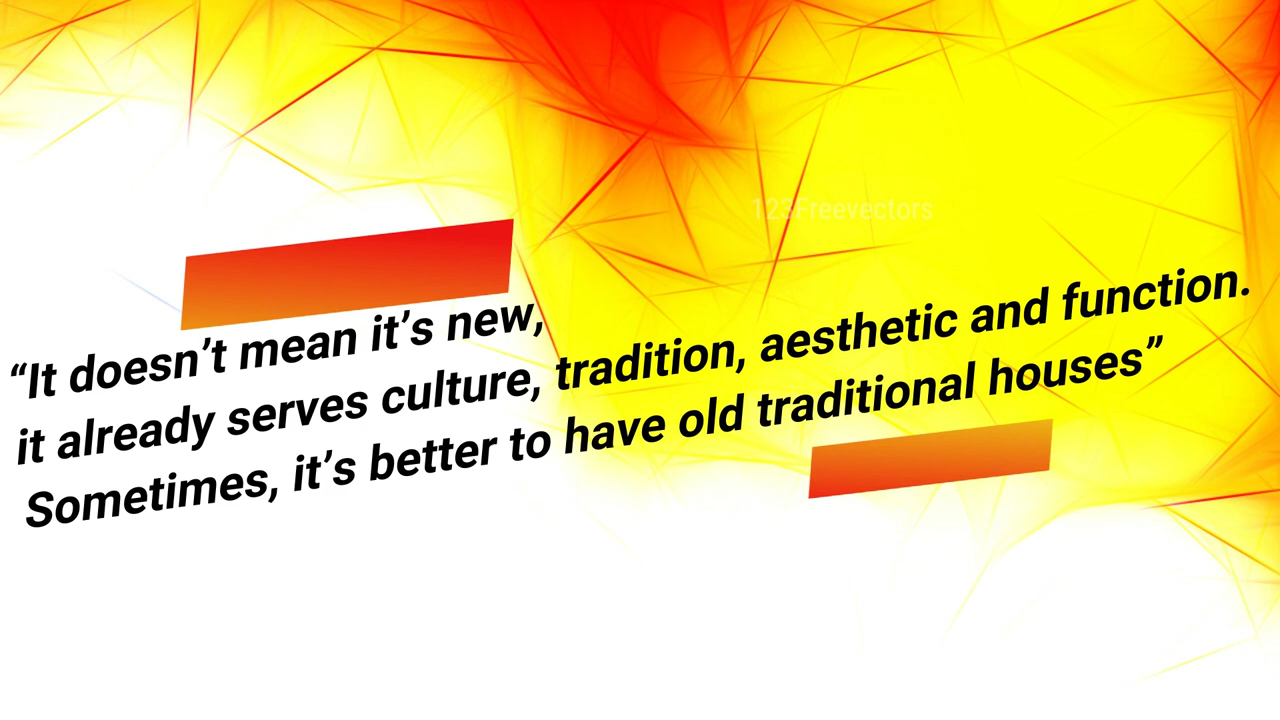 123Freevectors
“It doesn’t mean it’s new,
it already serves culture, tradition, aesthetic and function.
Sometimes, it’s better to have old traditional houses”